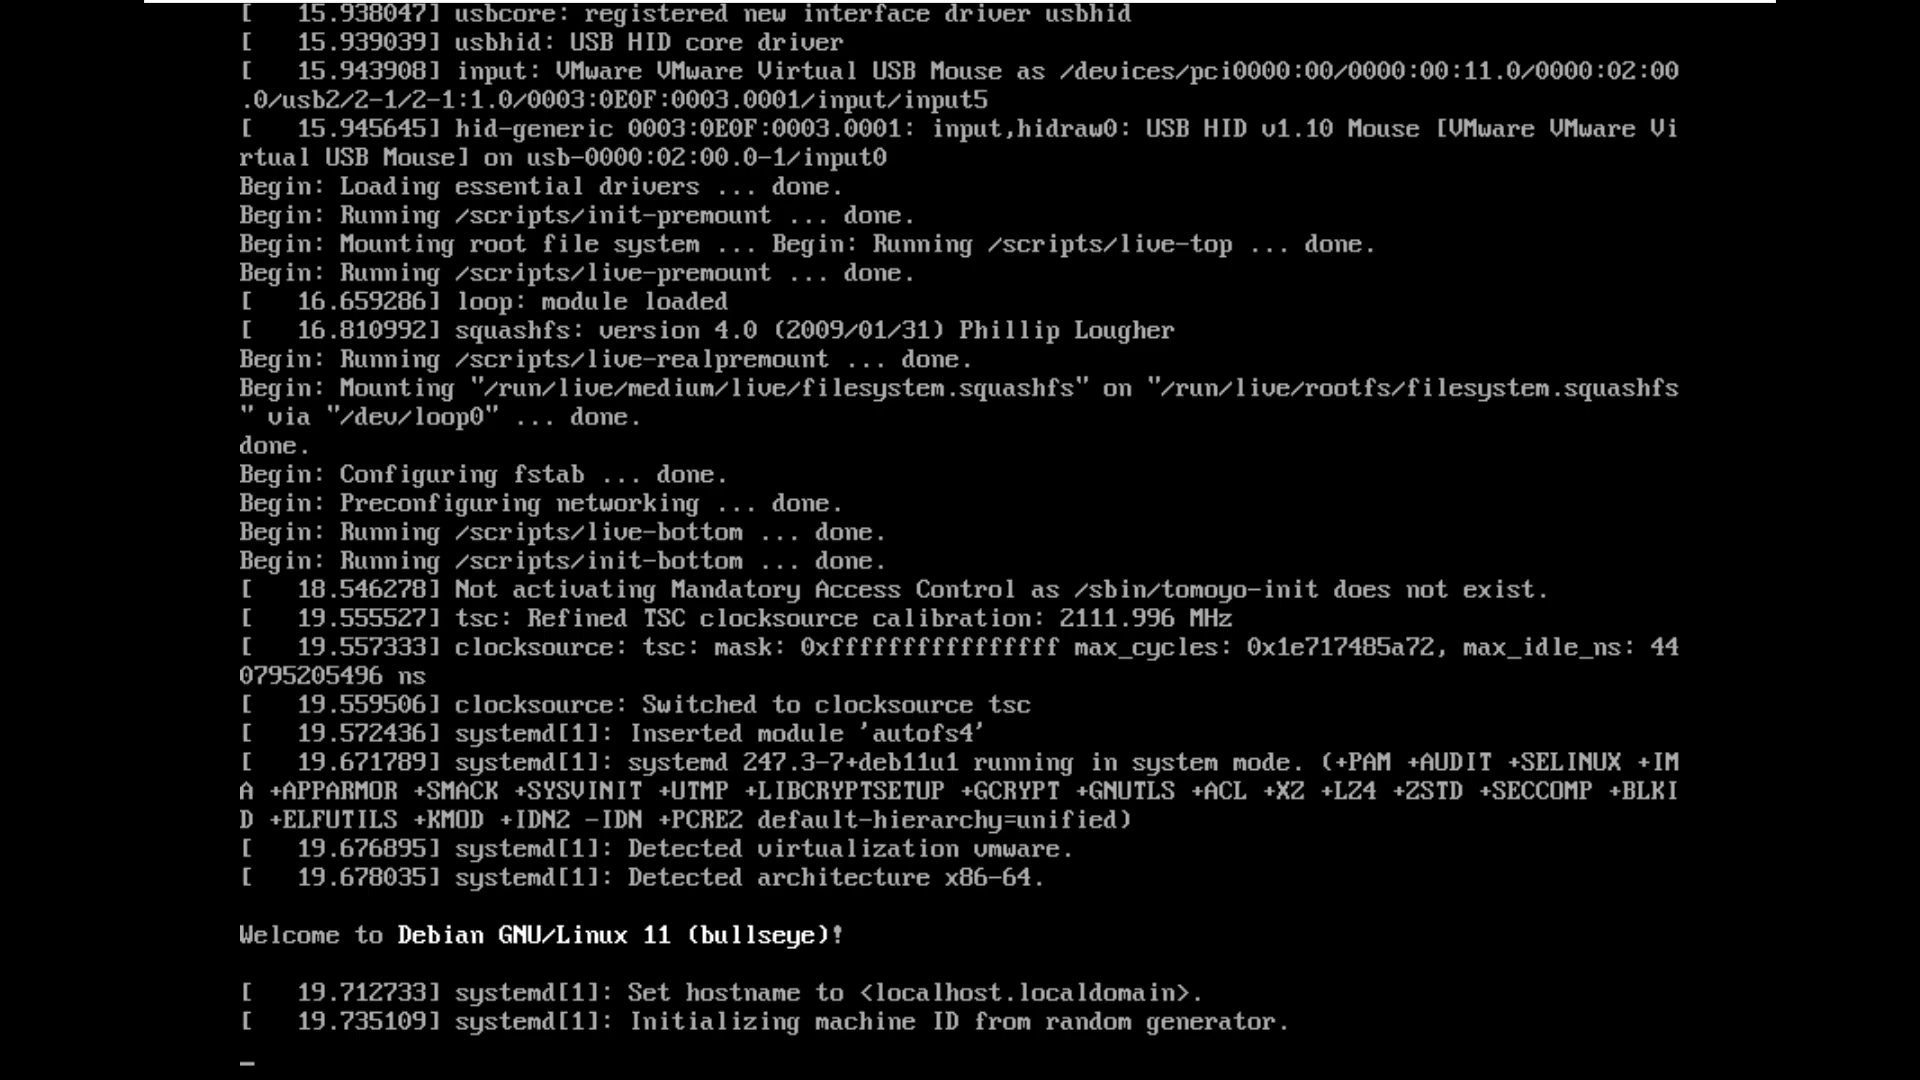 [   15.938047] usbcore: registered new interface driver usbhid
[   15.939039] usbhid: USB HID core driver
[   15.943908] input: VMware VMware Virtual USB Mouse as /devices/pci0000:00/0000:00:11.0/0000:02:00
.0/usb2/2-1/2-1:1.0/0003:0E0F:0003.0001/input/input5
[   15.945645] hid-generic 0003:0E0F:0003.0001: input,hidraw0: USB HID v1.10 Mouse [VMware VMware Vi
rtual USB Mouse] on usb-0000:02:00.0-1/input0
Begin: Loading essential drivers ... done.
Begin: Running /scripts/init-premount ... done.
Begin: Mounting root file system ... Begin: Running /scripts/live-top ... done.
Begin: Running /scripts/live-premount ... done.
[   16.659286] loop: module loaded
[   16.810992] squashfs: version 4.0 (2009/01/31) Phillip Lougher
Begin: Running /scripts/live-realpremount ... done.
Begin: Mounting "/run/live/medium/live/filesystem.squashfs" on "/run/live/rootfs/filesystem.squashfs
" via "/dev/loop0" ... done.
done.
Begin: Configuring fstab ... done.
Begin: Preconfiguring networking ... done.
Begin: Running /scripts/live-bottom ... done.
Begin: Running /scripts/init-bottom ... done.
[   18.546278] Not activating Mandatory Access Control as /sbin/tomoyo-init does not exist.
[   19.555527] tsc: Refined TSC clocksource calibration: 2111.996 MHz
[   19.557333] clocksource: tsc: mask: 0xffffffffffffffff max_cycles: 0x1e717485a72, max_idle_ns: 44
0795205496 ns
[   19.559506] clocksource: Switched to clocksource tsc
[   19.572436] systemd[1]: Inserted module 'autofs4'
[   19.671789] systemd[1]: systemd 247.3-7+deb11u1 running in system mode. (+PAM +AUDIT +SELINUX +IM
A +APPARMOR +SMACK +SYSVINIT +UTMP +LIBCRYPTSETUP +GCRYPT +GNUTLS +ACL +XZ +LZ4 +ZSTD +SECCOMP +BLKI
D +ELFUTILS +KMOD +IDN2 -IDN +PCRE2 default-hierarchy=unified)
[   19.676895] systemd[1]: Detected virtualization vmware.
[   19.678035] systemd[1]: Detected architecture x86-64.
Welcome to Debian GNU/Linux 11 (bullseye)!
[   19.712733] systemd[1]: Set hostname to <localhost.localdomain>.
[   19.735109] systemd[1]: Initializing machine ID from random generator.
_